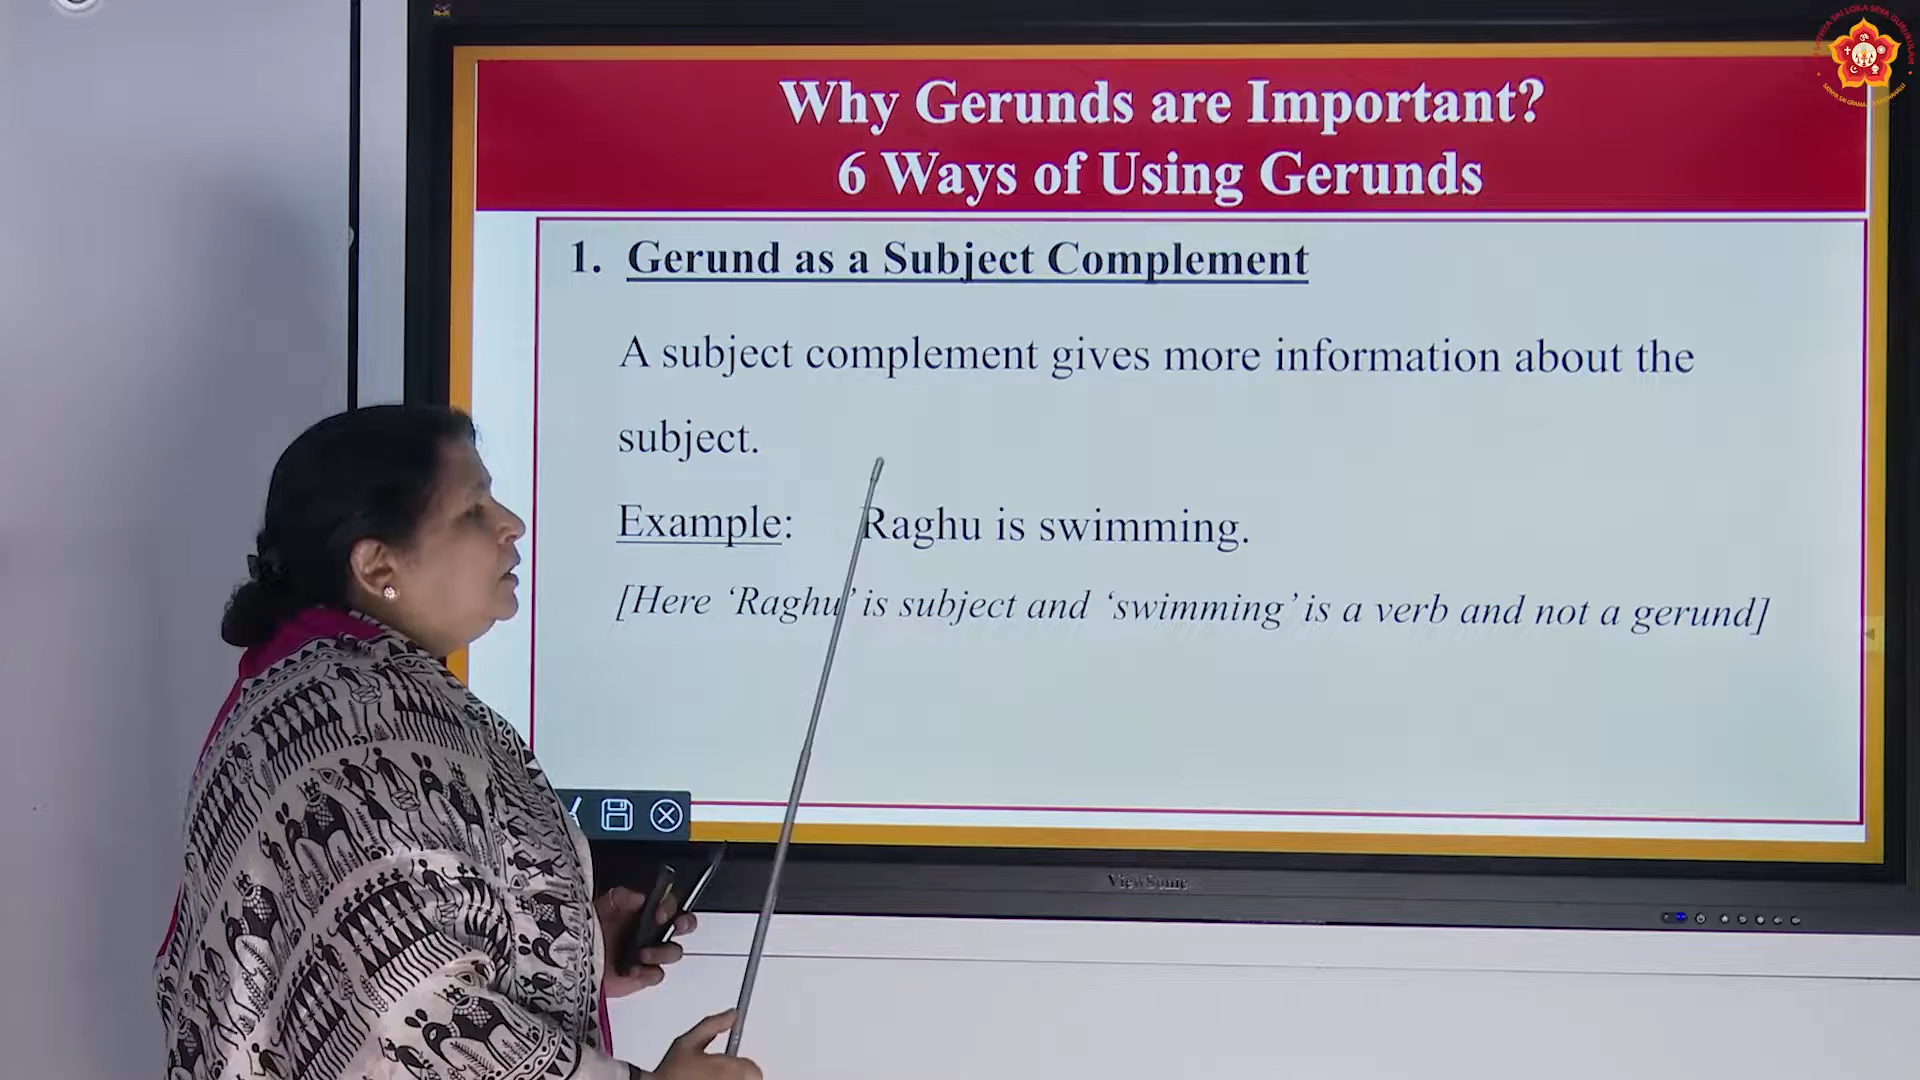 Why Gerunds are Important?
6 Ways of Using Gerunds
1. Gerund as a Subject Complement
A subject complement gives more information about the
subject.
Example: Raghu is swimming.
[Here ‘Raghu’ is subject and ‘swimming’ is a verb and not a gerund]
ViewSonic